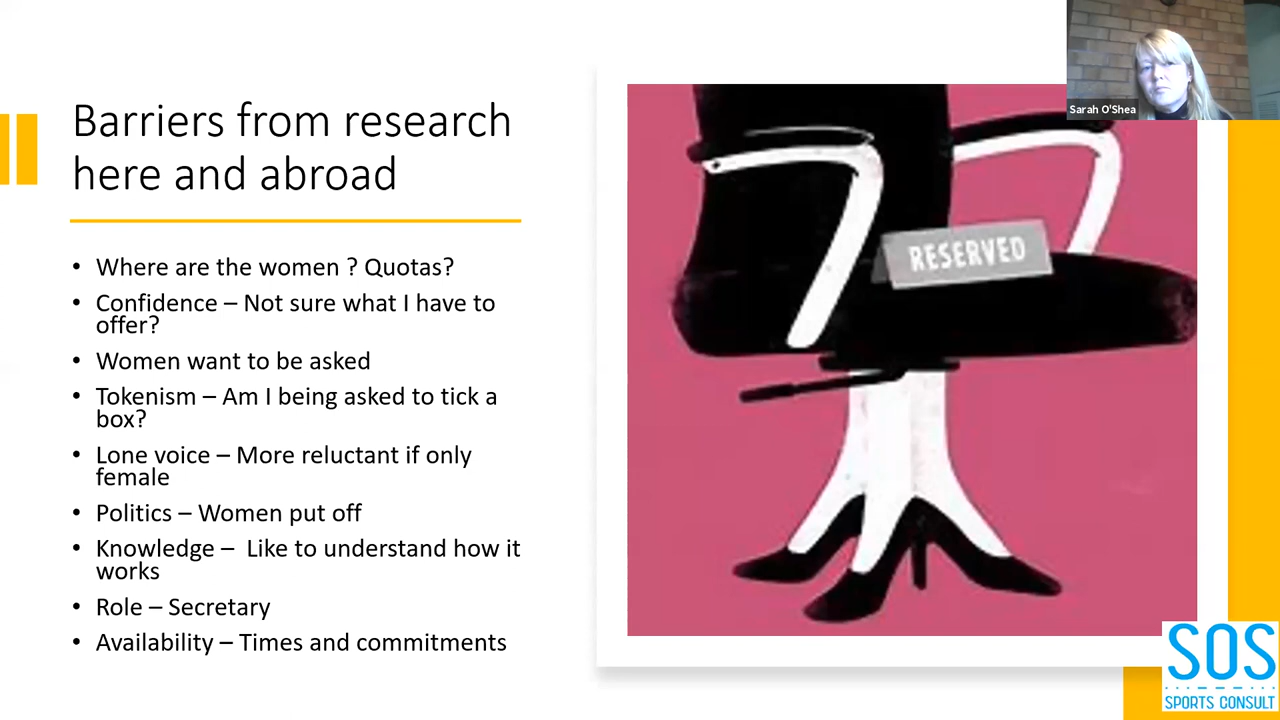 Sarah O'Shea
Barriers from research
here and abroad
• Where are the women ? Quotas?
• Confidence – Not sure what I have to
offer?
• Women want to be asked
• Tokenism – Am I being asked to tick a
box?
• Lone voice – More reluctant if only
female
• Politics – Women put off
• Knowledge –  Like to understand how it
works
• Role – Secretary
• Availability – Times and commitments
RESERVED
SOS
SPORTS CONSULT